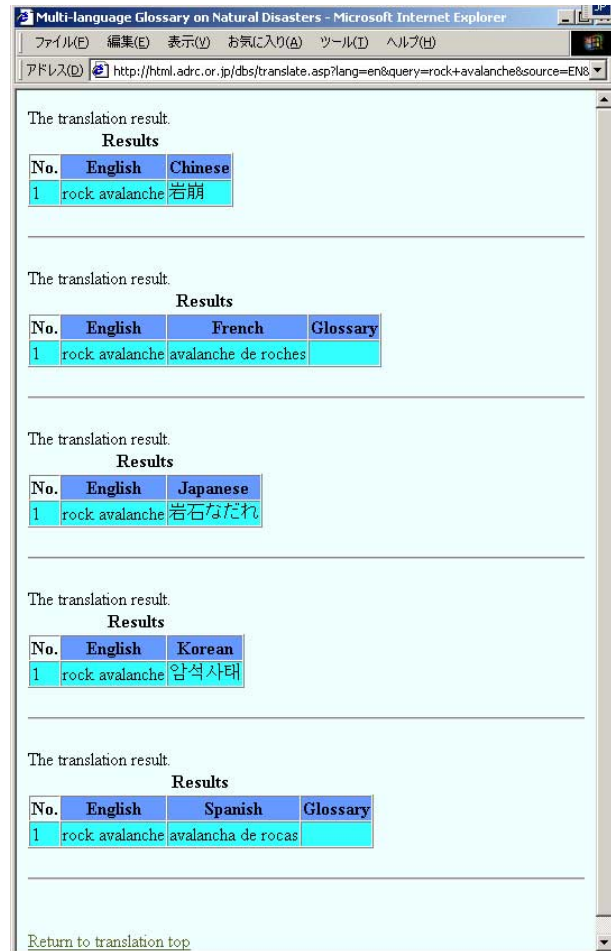 Multi-language Glossary on Natural Disasters - Microsoft Internet Explorer
JP
ファイル(F) 編集(E) 表示(V) お気に入り(A) ツール(T) ヘルプ(H)
アドレス(D) http://html.adrc.or.jp/dbs/translate.asp?lang=en&query=rock+avalanche&source=EN&
The translation result.
Results
No. English Chinese
1 rock avalanche 岩崩
The translation result.
Results
No. English French Glossary
1 rock avalanche avalanche de roches
The translation result.
Results
No. English Japanese
1 rock avalanche 岩石なだれ
The translation result.
Results
No. English Korean
1 rock avalanche 암석사태
The translation result.
Results
No. English Spanish Glossary
1 rock avalanche avalancha de rocas
Return to translation top